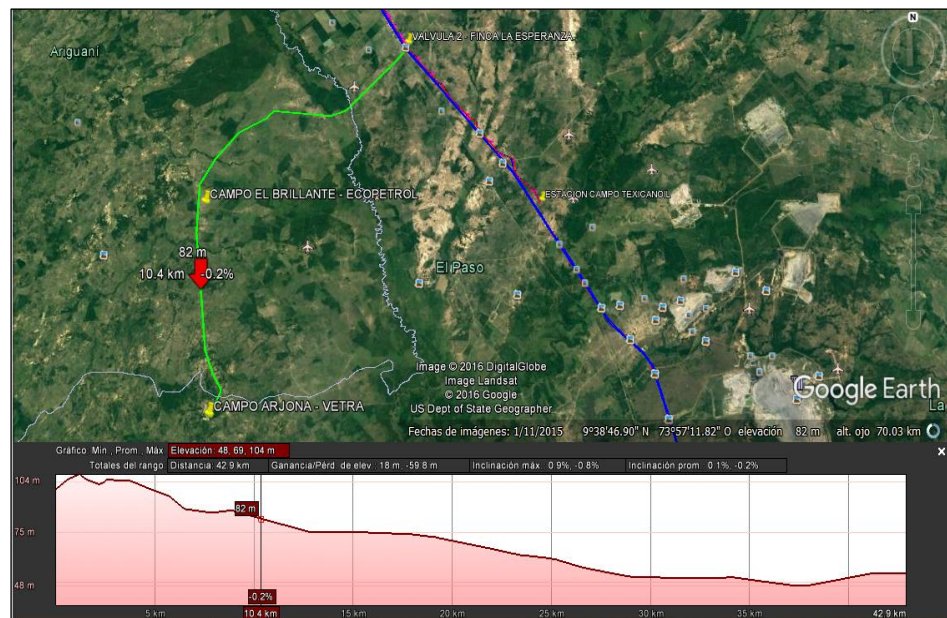 N
VALVULA 2 - FINCA LA ESPERANZA
Ariguaní
CAMPO EL BRILLANTE - ECOPETROL
ESTACION CAMPO TEXICANOIL
82 m
10.4 km -0.2%
El Paso
Image © 2016 DigitalGlobe
Image Landsat
© 2016 Google
US Dept of State Geographer
Google Earth
CAMPO ARJONA - VETRA
La
Fechas de imágenes: 1/11/2015 9°38'46.90" N 73°57'11.82" O elevación 82 m alt. ojo 70.03 km
Gráfico Mín., Prom., Máx Elevación: 48, 69, 104 m
Totales del rango Distancia: 42.9 km Ganancia/Pérd de elev: 18 m, -59.8 m Inclinación máx 0.9%, -0.8% Inclinación prom 0.1%, -0.2%
104 m
82 m
75 m
48 m
-0.2%
5 km 10.4 km 15 km 20 km 25 km 30 km 35 km 42.9 km